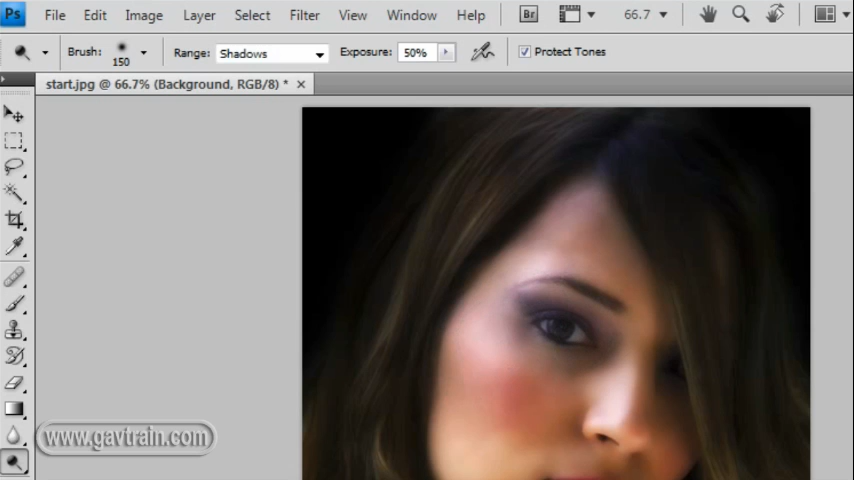 Ps File Edit Image Layer Select Filter View Window Help Br 66.7
Brush: 150 Range: Shadows Exposure: 50% Protect Tones
start.jpg @ 66.7% (Background, RGB/8) * ×
www.gavtrain.com